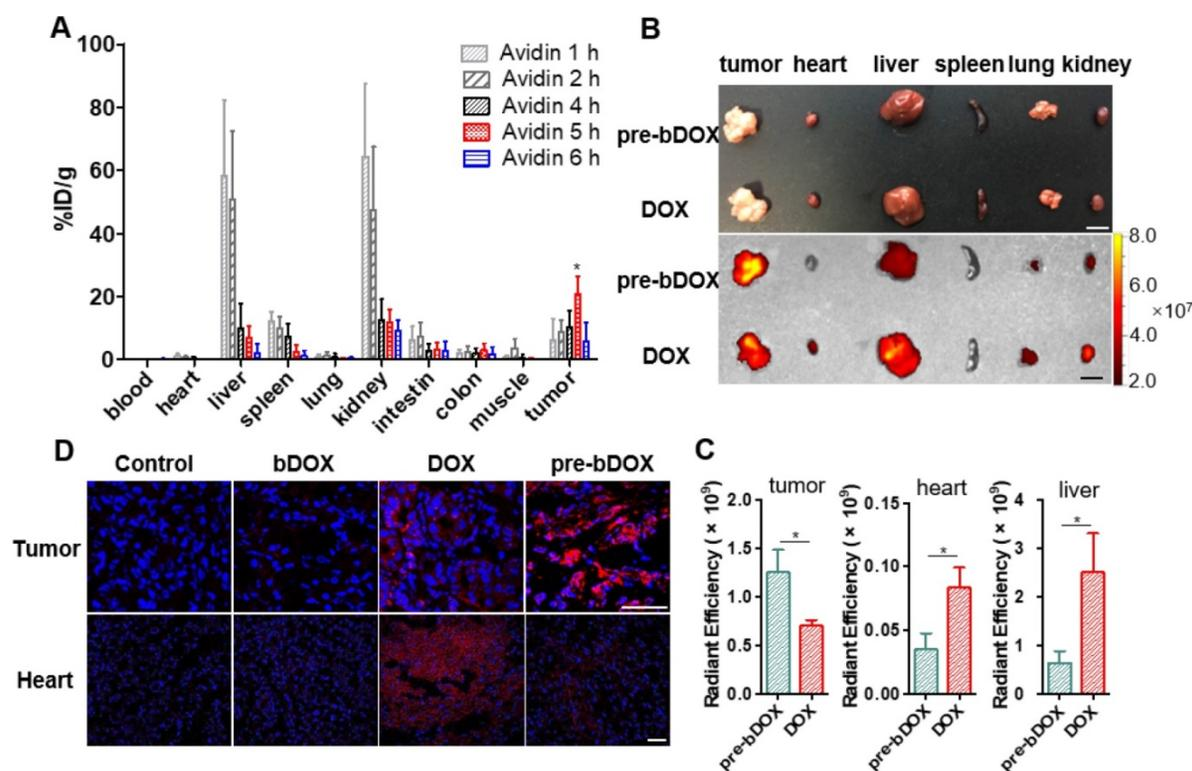 A
100
80
60
40
20
0
%ID/g
Avidin 1 h
Avidin 2 h
Avidin 4 h
Avidin 5 h
Avidin 6 h
*
blood
heart
liver
spleen
lung
kidney
intestin
colon
muscle
tumor
B
tumor heart liver spleen lung kidney
pre-bDOX
DOX
pre-bDOX
DOX
8.0
6.0
×10⁷
4.0
2.0
D
Control bDOX DOX pre-bDOX
Tumor
Heart
C
tumor
Radiant Efficiency ( × 10⁹)
2.0
1.5
1.0
0.5
0.0
*
pre-bDOX
DOX
heart
Radiant Efficiency ( × 10⁹)
0.15
0.10
0.05
0.00
*
pre-bDOX
DOX
liver
Radiant Efficiency ( × 10⁹)
4
3
2
1
0
*
pre-bDOX
DOX